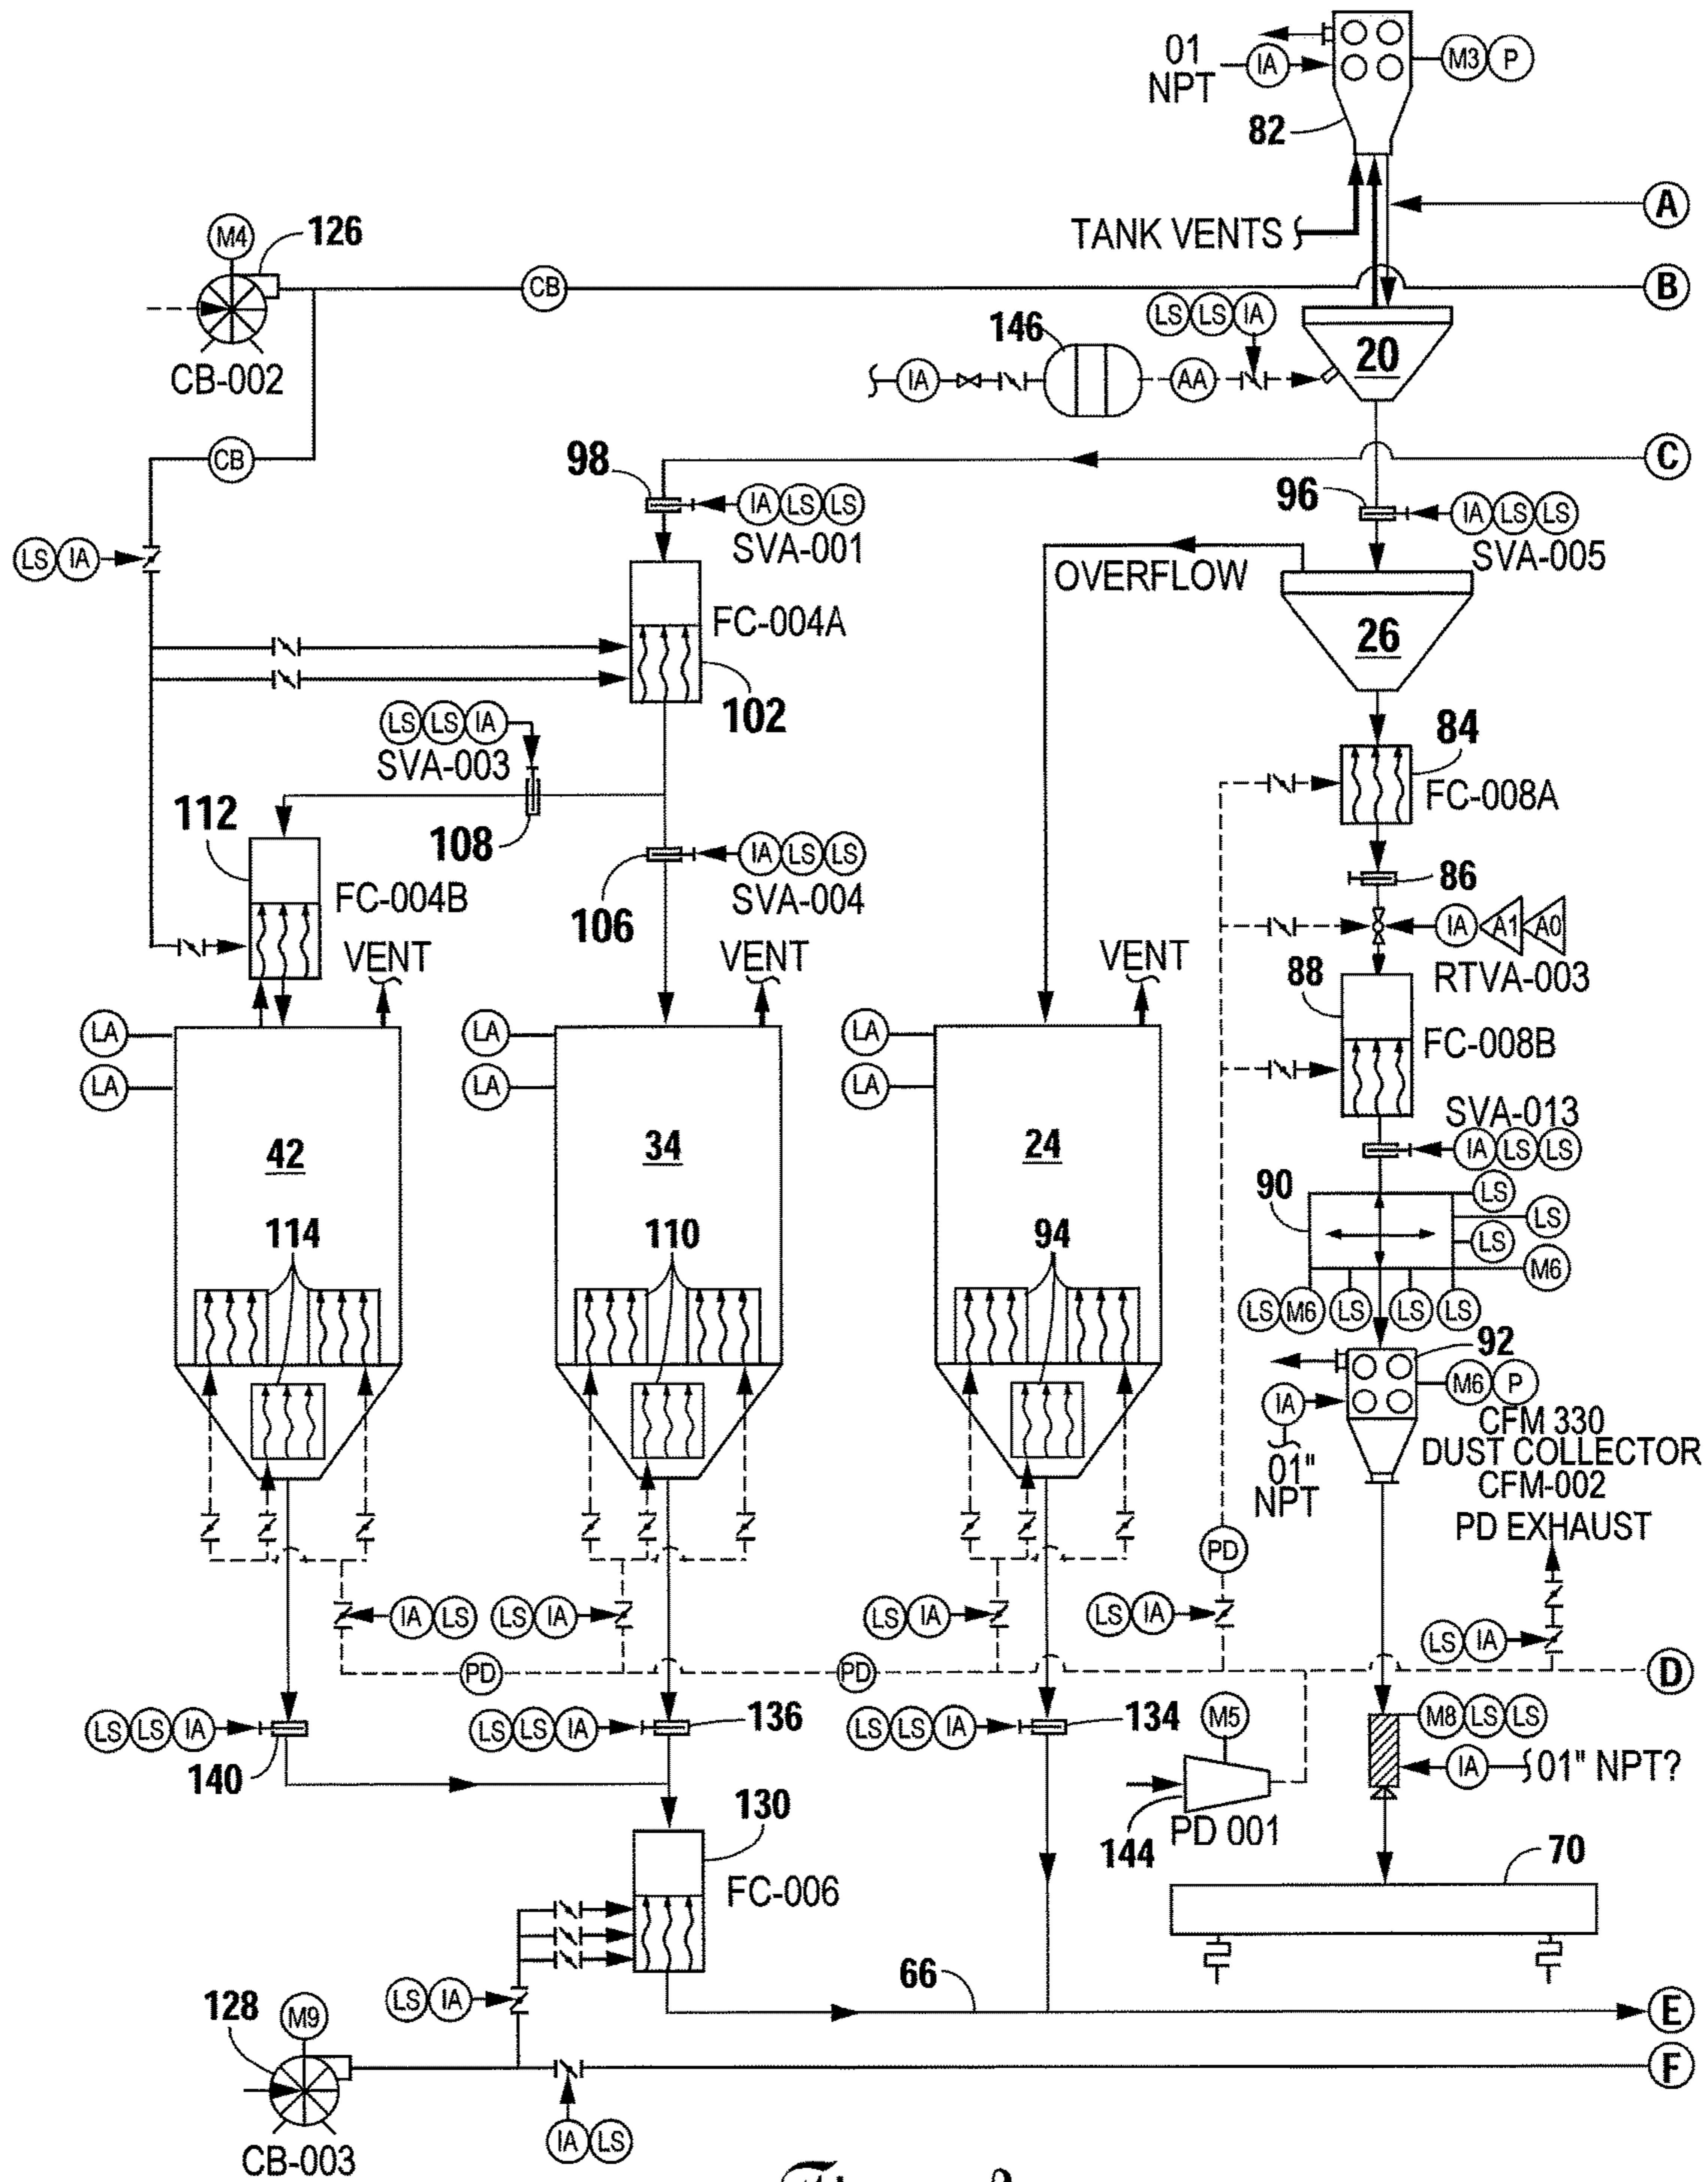 01
NPT
IA
M3 P
82
A
TANK VENTS
M4
126
CB
B
CB-002
LS LS IA
146
IA
AA
20
CB
98
C
IA LS LS
SVA-001
96
IA LS LS
SVA-005
LS IA
OVERFLOW
FC-004A
26
102
LS LS IA
SVA-003
84
FC-008A
112
108
IA LS LS
SVA-004
86
FC-004B
106
IA A1 A0
RTVA-003
VENT
VENT
VENT
88
LA
LA
LA
FC-008B
LA
LA
LA
SVA-013
42
34
24
IA LS LS
90
LS
LS
LS
114
110
94
M6
LS M6 LS LS LS
92
M6 P
IA
CFM 330
DUST COLLECTOR
CFM-002
01"
NPT
PD EXHAUST
PD
IA LS
LS IA
LS IA
LS IA
LS IA
PD
PD
D
LS LS IA
LS LS IA
136
LS LS IA
134
M5
M8 LS LS
140
IA
01" NPT?
130
144
PD 001
70
FC-006
66
LS IA
128
M9
E
F
IA LS
CB-003